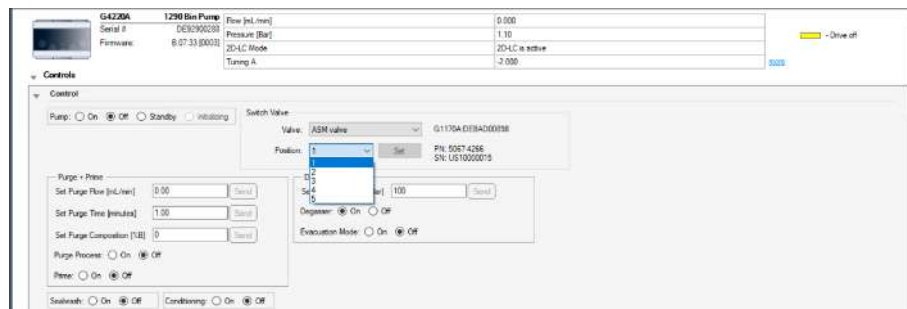 G4220A 1290 Bin Pump
Serial # DE92900288
Firmware: B.07.33 [0003]
Flow [mL/min] 0.000
Pressure [Bar] 1.10
2D-LC Mode 2D-LC is active
Tuning A -2.000
- Drive off
more
Controls
Control
Pump: On Off Standby Initializing
Switch Valve
Valve: ASM valve G1170A:DEBAD00898
Position: 1 Set PN: 5067-4266
SN: US10000015
1
2
3
4
5
Purge + Prime
Set Purge Flow [mL/min] 0.00 Send
Set Purge Time [minutes] 1.00 Send
Set Purge Composition [%B] 0 Send
Purge Process: On Off
Prime: On Off
D
Se 100 Send
Degasser: On Off
Evacuation Mode: On Off
Sealwash: On Off Conditioning: On Off